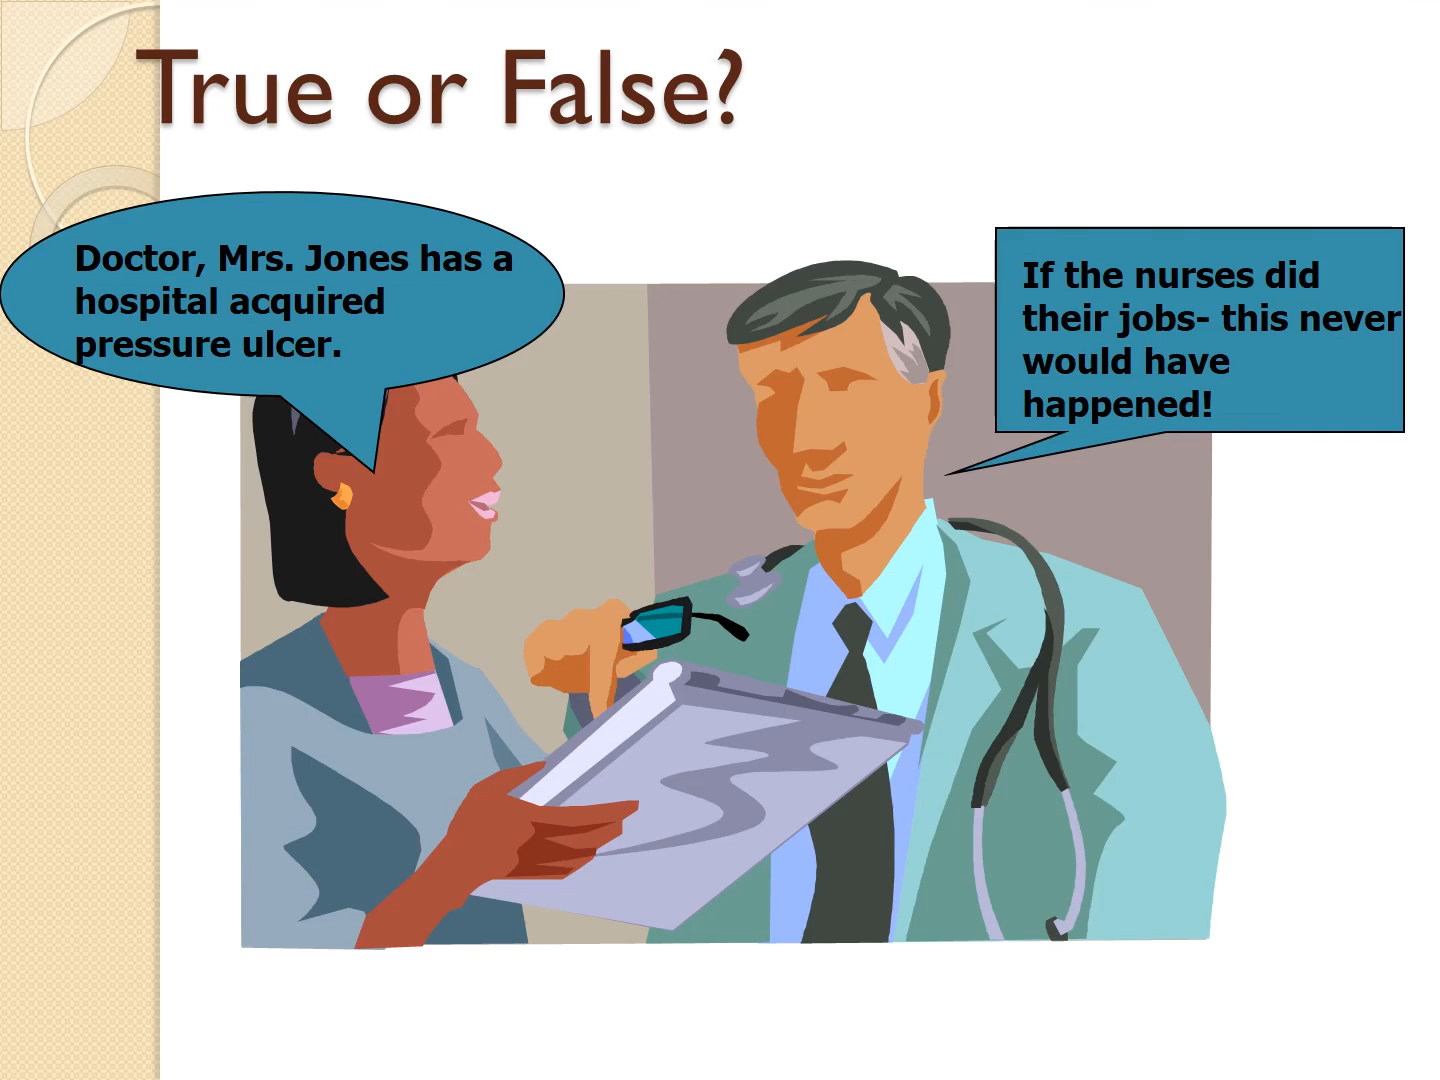 True or False?
Doctor, Mrs. Jones has a
hospital acquired
pressure ulcer.
If the nurses did
their jobs- this never
would have
happened!